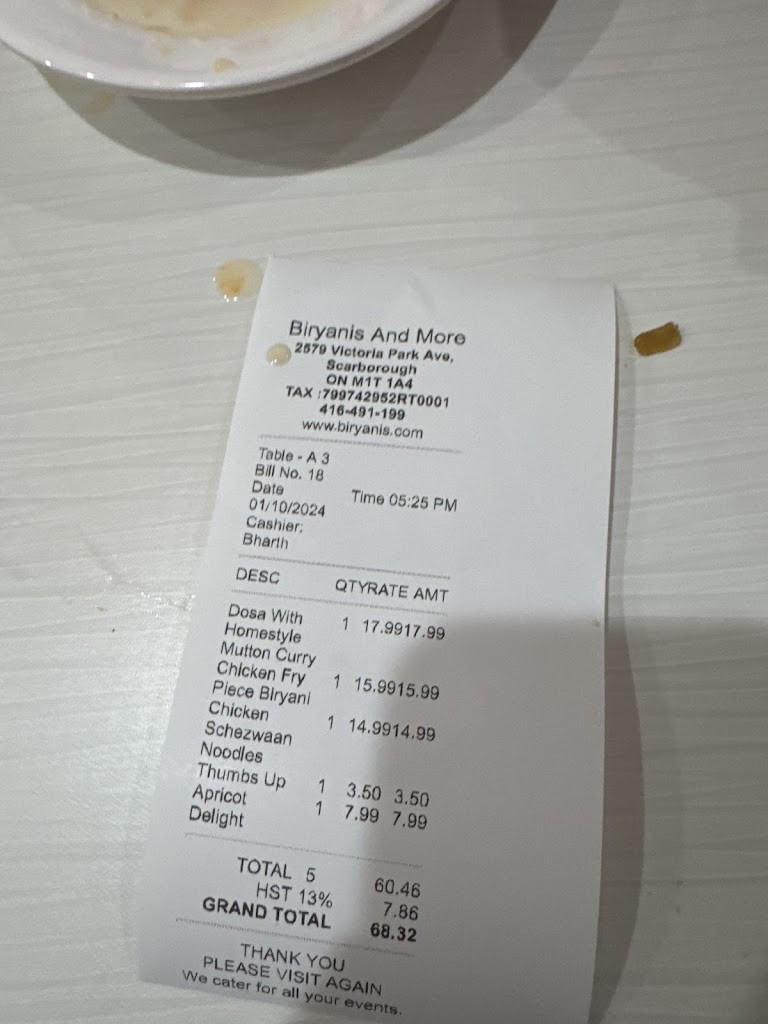 Biryanis And More
2579 Victoria Park Ave,
Scarborough
ON M1T 1A4
TAX :799742952RT0001
416-491-199
www.biryanis.com
Table - A 3
Bill No. 18
Date
01/10/2024 Time 05:25 PM
Cashier:
Bharth
DESC QTYRATE AMT
Dosa With 1 17.9917.99
Homestyle
Mutton Curry
Chicken Fry 1 15.9915.99
Piece Biryani
Chicken 1 14.9914.99
Schezwaan
Noodles
Thumbs Up 1 3.50 3.50
Apricot 1 7.99 7.99
Delight
TOTAL 5 60.46
HST 13% 7.86
GRAND TOTAL 68.32
THANK YOU
PLEASE VISIT AGAIN
We cater for all your events.